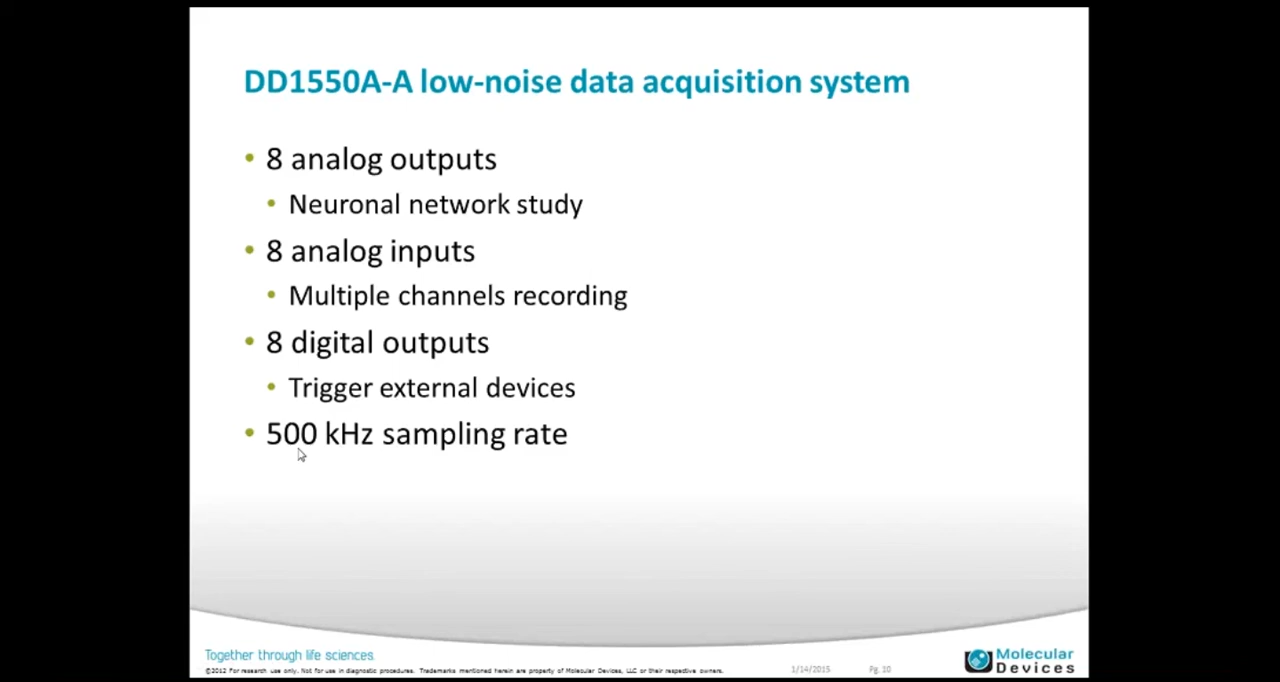 DD1550A-A low-noise data acquisition system
• 8 analog outputs
• Neuronal network study
• 8 analog inputs
• Multiple channels recording
• 8 digital outputs
• Trigger external devices
• 500 kHz sampling rate
Together through life sciences.
©2012 For research use only. Not for use in diagnostic procedures. Trademarks mentioned herein are property of Molecular Devices, LLC or their respective owners.
1/14/2015
Pg. 10
Molecular
Devices